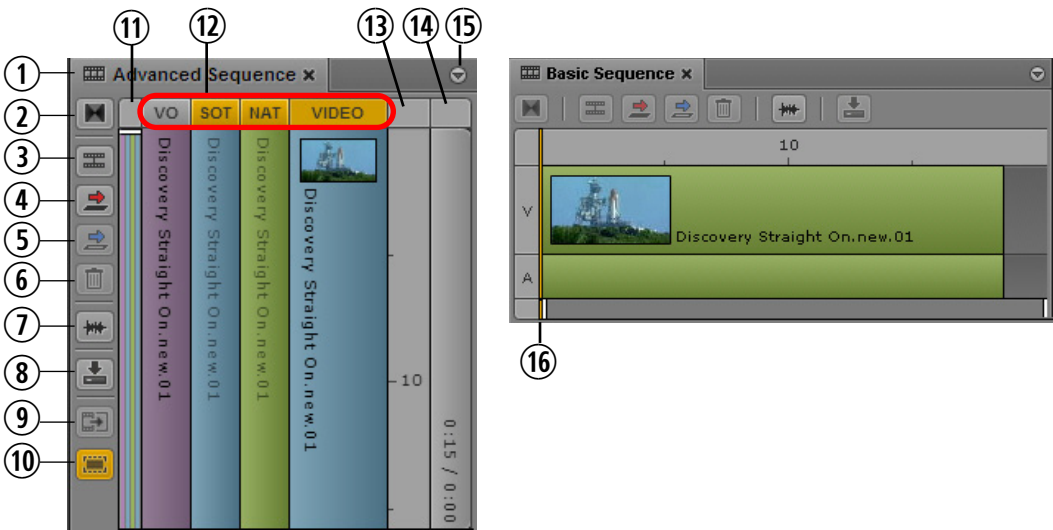 11
12
13
14
15
1
Advanced Sequence ×
2
VO SOT NAT VIDEO
3
4
5
6
7
8
9
10
Discovery Straight On.new.01
Discovery Straight On.new.01
Discovery Straight On.new.01
Discovery Straight On.new.01
10
0:15 / 0:00
Basic Sequence ×
10
V
Discovery Straight On.new.01
A
16